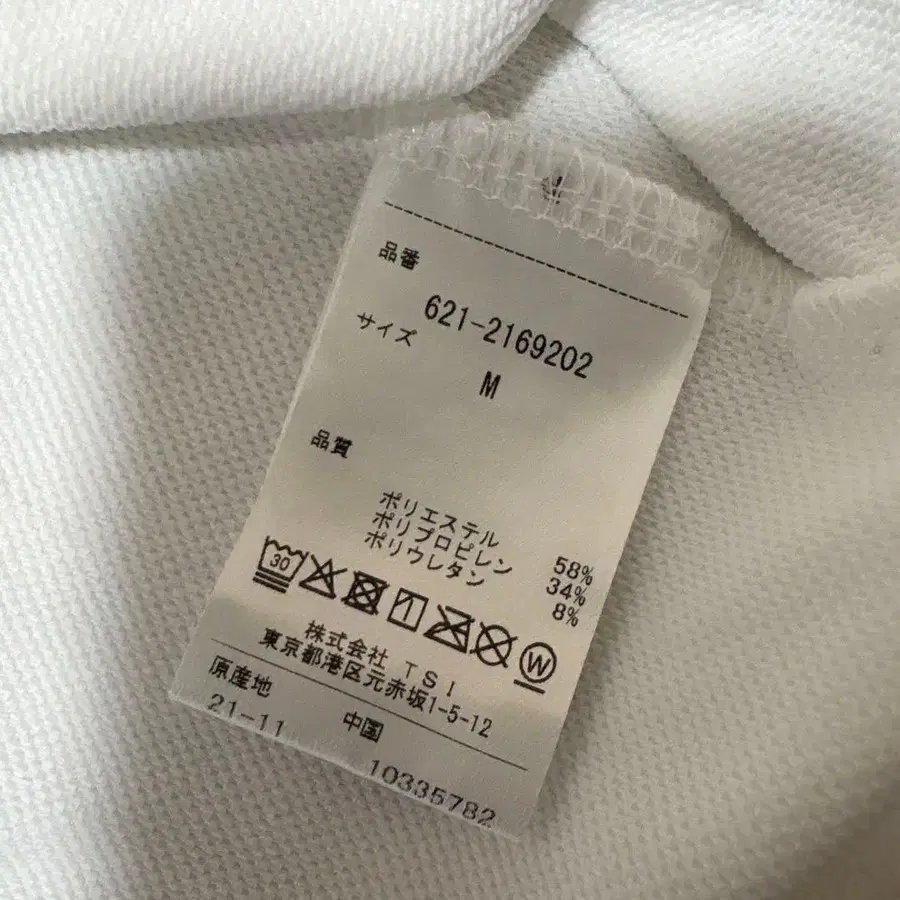 品番
621-2169202
サイズ
M
品質
ポリエステル 58%
ポリプロピレン 34%
ポリウレタン 8%
30
W
株式会社 TSI
東京都港区元赤坂1-5-12
原産地 中国
21-11 10335782